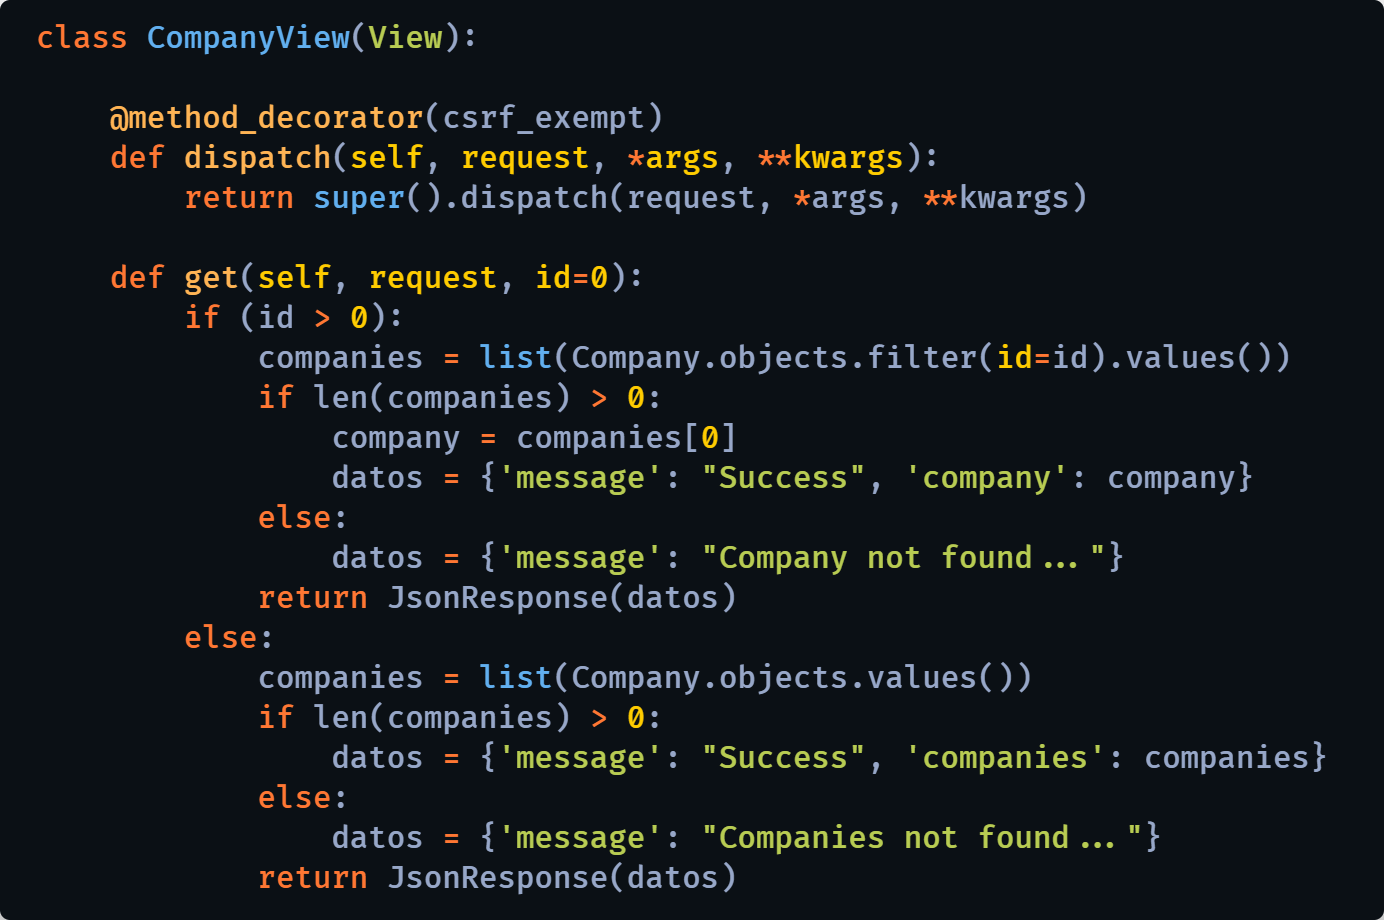 class CompanyView(View):

    @method_decorator(csrf_exempt)
    def dispatch(self, request, *args, **kwargs):
        return super().dispatch(request, *args, **kwargs)

    def get(self, request, id=0):
        if (id > 0):
            companies = list(Company.objects.filter(id=id).values())
            if len(companies) > 0:
                company = companies[0]
                datos = {'message': "Success", 'company': company}
            else:
                datos = {'message': "Company not found..."}
            return JsonResponse(datos)
        else:
            companies = list(Company.objects.values())
            if len(companies) > 0:
                datos = {'message': "Success", 'companies': companies}
            else:
                datos = {'message': "Companies not found..."}
            return JsonResponse(datos)